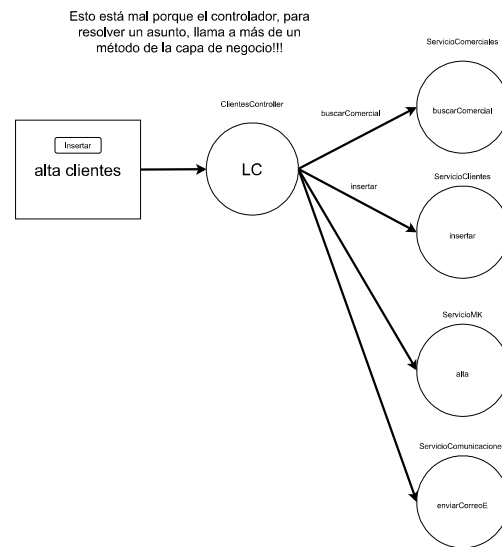 Esto está mal porque el controlador, para
resolver un asunto, llama a más de un
método de la capa de negocio!!!
ServicioComerciales
ClientesController
buscarComercial
buscarComercial
Insertar
alta clientes
LC
ServicioClientes
insertar
insertar
ServicioMK
alta
ServicioComunicacione
enviarCorreoE